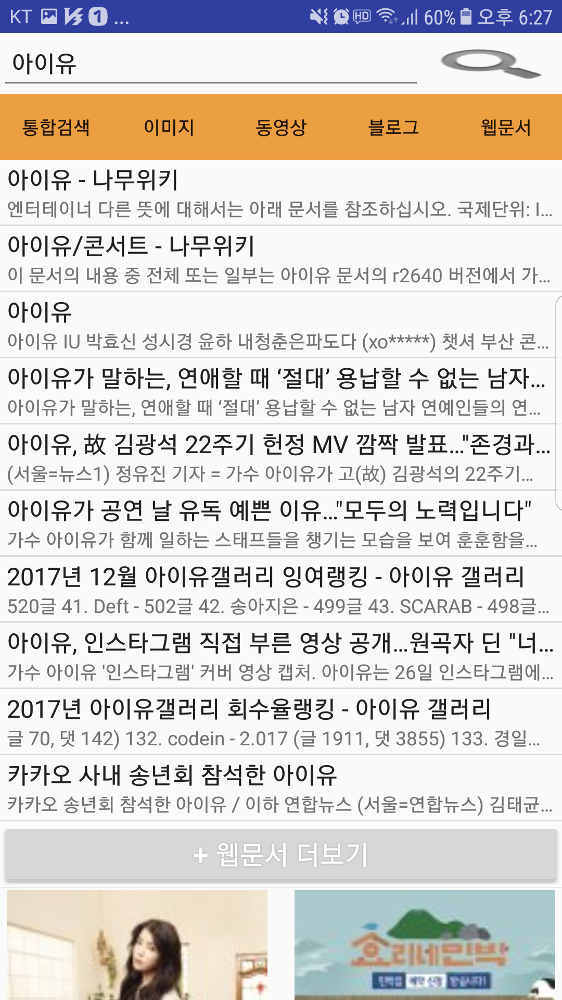 KT ... HD 60% 오후 6:27
아이유
통합검색 이미지 동영상 블로그 웹문서
아이유 - 나무위키
엔터테이너 다른 뜻에 대해서는 아래 문서를 참조하십시오. 국제단위: I...
아이유/콘서트 - 나무위키
이 문서의 내용 중 전체 또는 일부는 아이유 문서의 r2640 버전에서 가...
아이유
아이유 IU 박효신 성시경 윤하 내청춘은파도다 (xo*****) 챗셔 부산 콘...
아이유가 말하는, 연애할 때 ‘절대’ 용납할 수 없는 남자...
아이유가 말하는, 연애할 때 ‘절대’ 용납할 수 없는 남자 연예인들의 연...
아이유, 故 김광석 22주기 헌정 MV 깜짝 발표..."존경과...
(서울=뉴스1) 정유진 기자 = 가수 아이유가 고(故) 김광석의 22주기...
아이유가 공연 날 유독 예쁜 이유..."모두의 노력입니다"
가수 아이유가 함께 일하는 스태프들을 챙기는 모습을 보여 훈훈함을...
2017년 12월 아이유갤러리 잉여랭킹 - 아이유 갤러리
520글 41. Deft - 502글 42. 송아지은 - 499글 43. SCARAB - 498글...
아이유, 인스타그램 직접 부른 영상 공개...원곡자 딘 "너...
가수 아이유 '인스타그램' 커버 영상 캡처. 아이유는 26일 인스타그램에...
2017년 아이유갤러리 회수율랭킹 - 아이유 갤러리
글 70, 댓 142) 132. codein - 2.017 (글 1911, 댓 3855) 133. 경일...
카카오 사내 송년회 참석한 아이유
카카오 송년회 참석한 아이유 / 이하 연합뉴스 (서울=연합뉴스) 김태균...
+ 웹문서 더보기
효리네민박